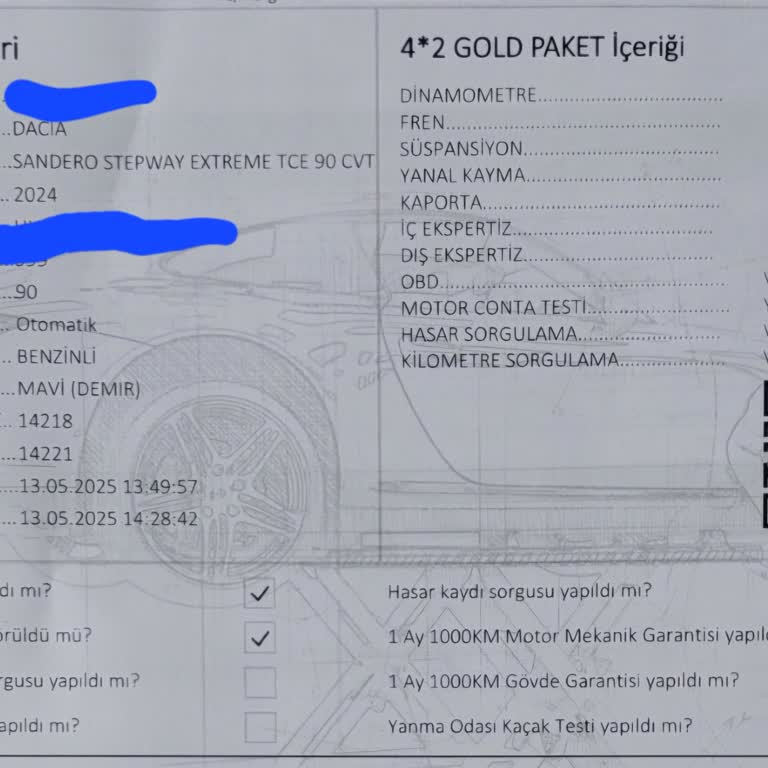 ri
4*2 GOLD PAKET İçeriği
..DACIA
...SANDERO STEPWAY EXTREME TCE 90 CVT
.. 2024
...90
.. Otomatik
... BENZİNLİ
....MAVİ (DEMIR)
... 14218
....14221
....13.05.2025 13:49:57
.... 13.05.2025 14:28:42
DİNAMOMETRE
FREN
SÜSPANSİYON
YANAL KAYMA
KAPORTA
İÇ EKSPERTİZ
DIŞ EKSPERTİZ
OBD
MOTOR CONTA TESTİ
HASAR SORGULAMA
KİLOMETRE SORGULAMA
dı mı?
örüldü mü?
rgusu yapıldı mı?
apıldı mı?
Hasar kaydı sorgusu yapıldı mı?
1 Ay 1000KM Motor Mekanik Garantisi yapıl
1 Ay 1000KM Gövde Garantisi yapıldı mı?
Yanma Odası Kaçak Testi yapıldı mı?